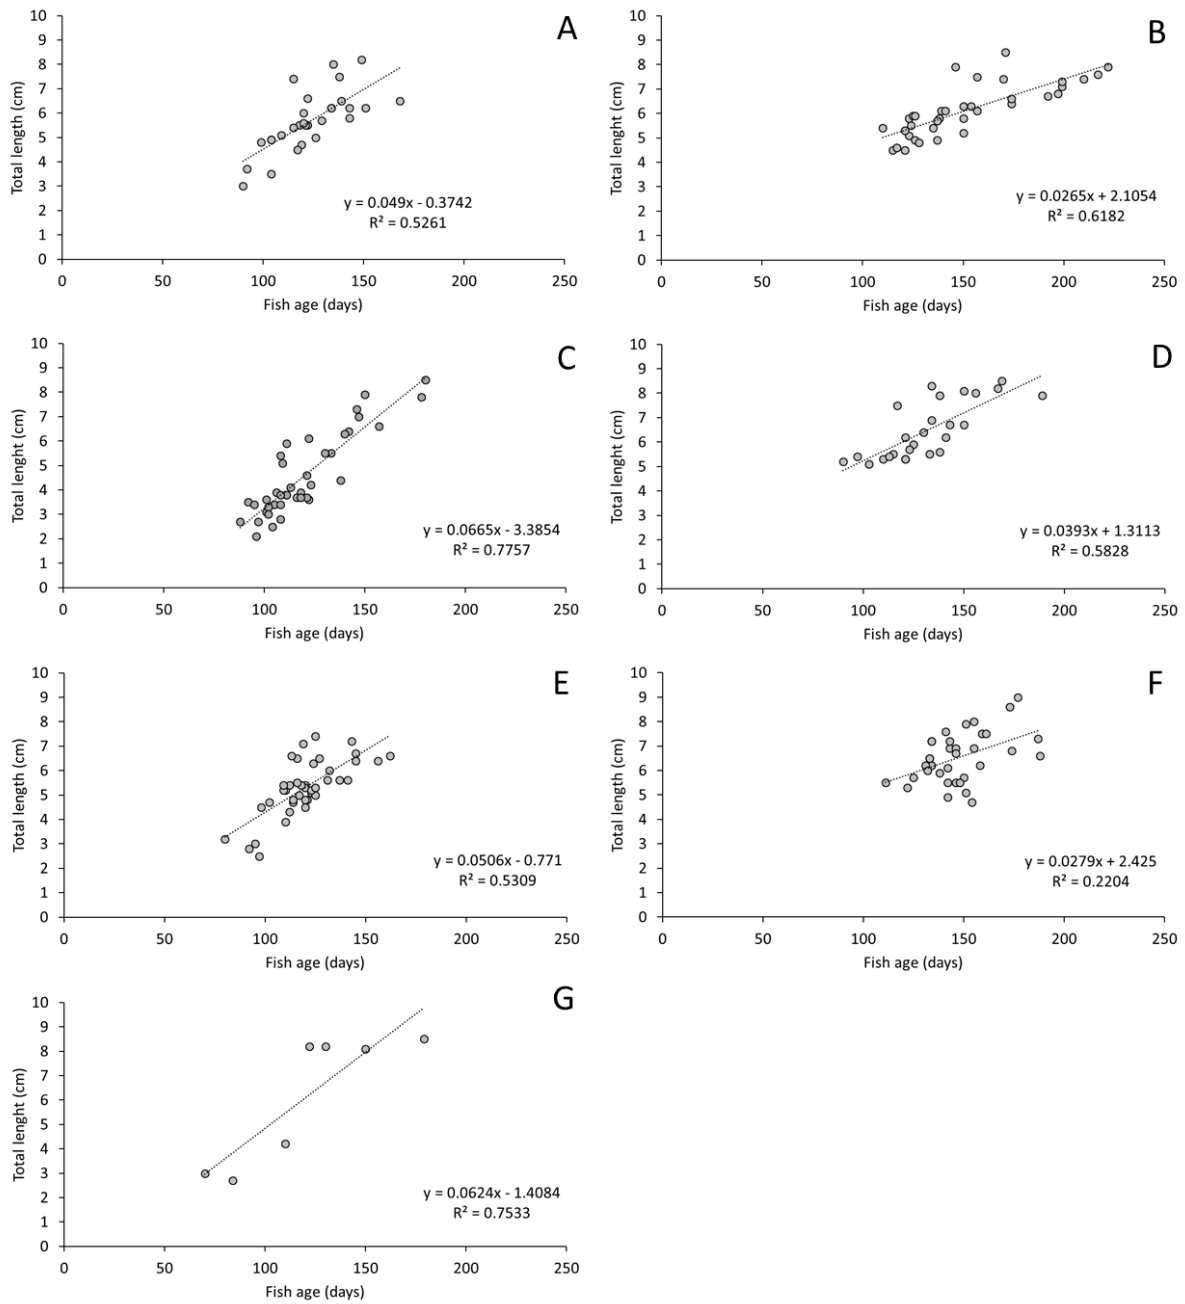 A
Total length (cm)
10
9
8
7
6
5
4
3
2
1
0
y = 0.049x - 0.3742
R² = 0.5261
0 50 100 150 200 250
Fish age (days)
B
Total length (cm)
10
9
8
7
6
5
4
3
2
1
0
y = 0.0265x + 2.1054
R² = 0.6182
0 50 100 150 200 250
Fish age (days)
C
Total lenght (cm)
10
9
8
7
6
5
4
3
2
1
0
y = 0.0665x - 3.3854
R² = 0.7757
0 50 100 150 200 250
Fish age (days)
D
Total lenght (cm)
10
9
8
7
6
5
4
3
2
1
0
y = 0.0393x + 1.3113
R² = 0.5828
0 50 100 150 200 250
Fish age (days)
E
Total lenght (cm)
10
9
8
7
6
5
4
3
2
1
0
y = 0.0506x - 0.771
R² = 0.5309
0 50 100 150 200 250
Fish age (days)
F
Total lenght (cm)
10
9
8
7
6
5
4
3
2
1
0
y = 0.0279x + 2.425
R² = 0.2204
0 50 100 150 200 250
Fish age (days)
G
Total lenght (cm)
10
9
8
7
6
5
4
3
2
1
0
y = 0.0624x - 1.4084
R² = 0.7533
0 50 100 150 200 250
Fish age (days)